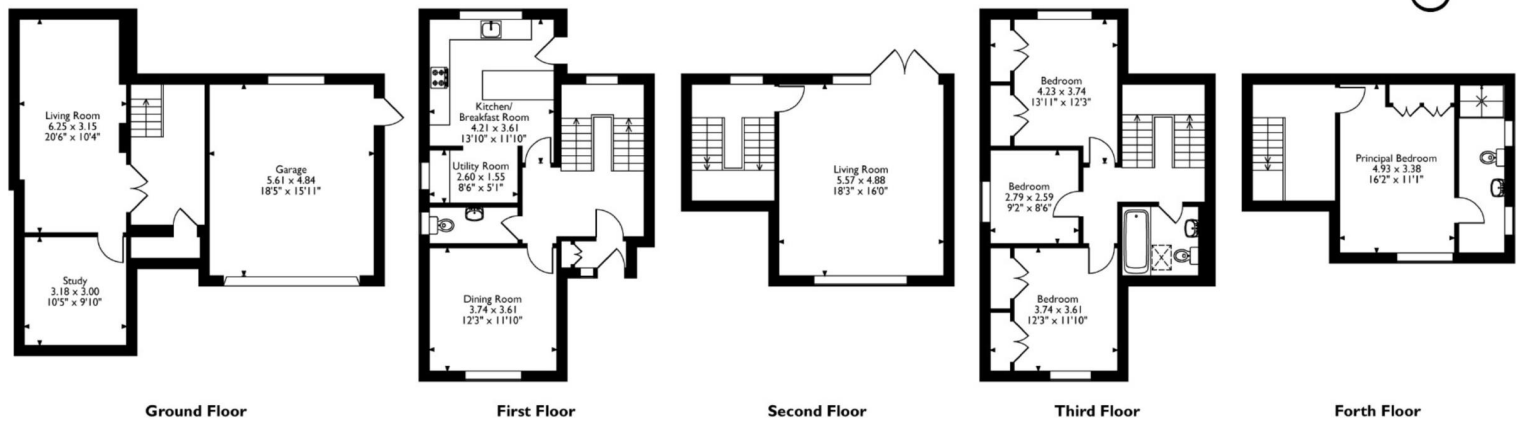 Living Room
6.25 x 3.15
20'6" x 10'4"
Study
3.18 x 3.00
10'5" x 9'10"
Garage
5.61 x 4.84
18'5" x 15'11"
Ground Floor
Kitchen/
Breakfast Room
4.21 x 3.61
13'10" x 11'10"
Utility Room
2.60 x 1.55
8'6" x 5'1"
Dining Room
3.74 x 3.61
12'3" x 11'10"
First Floor
Living Room
5.57 x 4.88
18'3" x 16'0"
Second Floor
Bedroom
4.23 x 3.74
13'11" x 12'3"
Bedroom
2.79 x 2.59
9'2" x 8'6"
Bedroom
3.74 x 3.61
12'3" x 11'10"
Third Floor
Principal Bedroom
4.93 x 3.38
16'2" x 11'1"
Forth Floor